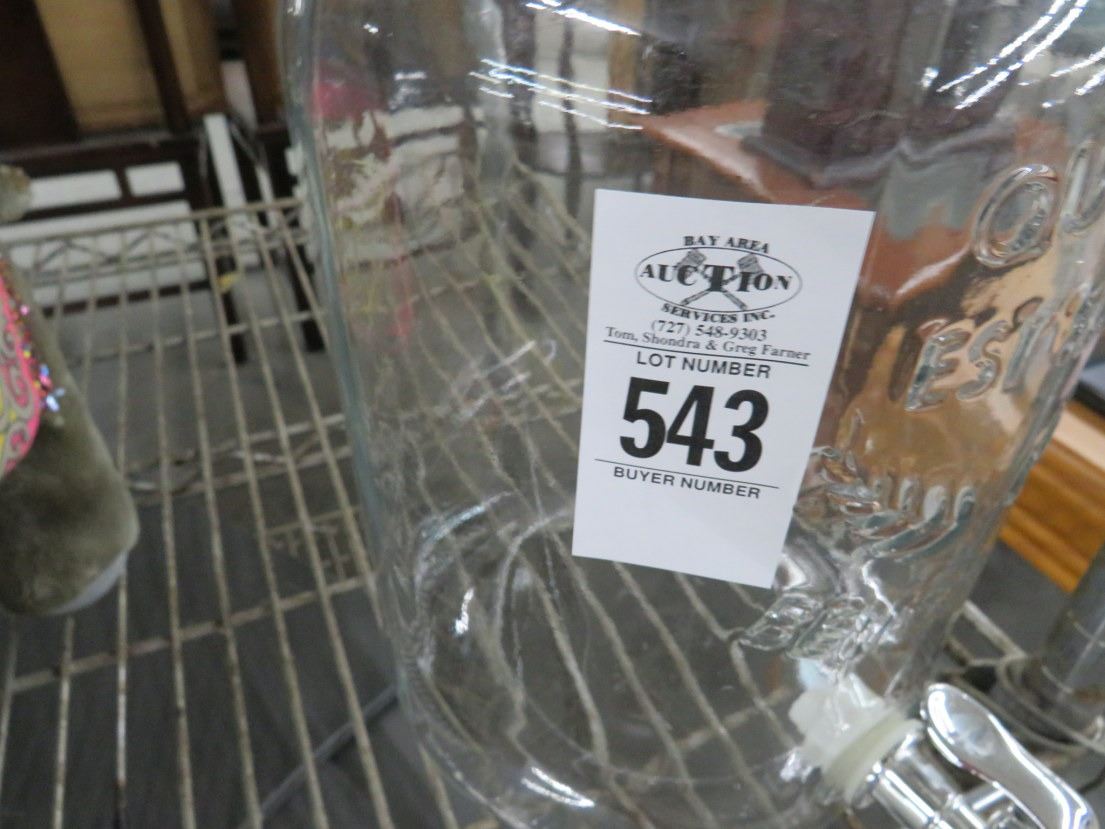 BAY AREA
AUCTION
SERVICES INC.
(727) 548-9303
Tom, Shondra & Greg Farner
LOT NUMBER
543
BUYER NUMBER